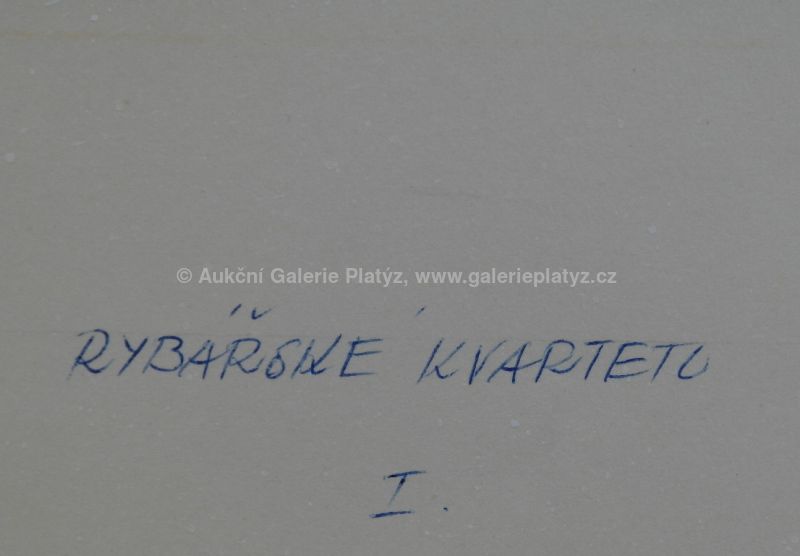 © Aukční Galerie Platýz, www.galerieplatyz.cz
RYBÁŘSKÉ KVARTETO
I.